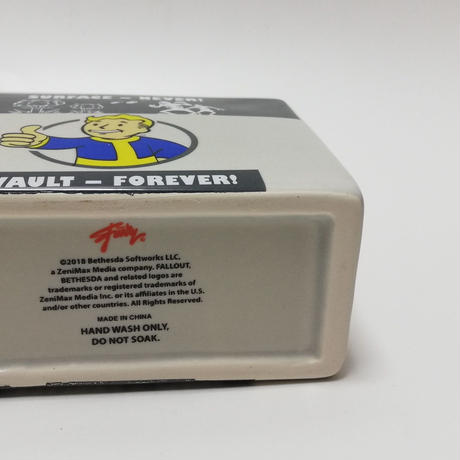 SURFACE – NEVER!
VAULT – FOREVER!
Funko
©2018 Bethesda Softworks LLC,
a ZeniMax Media company. FALLOUT,
BETHESDA and related logos are
trademarks or registered trademarks of
ZeniMax Media Inc. or its affiliates in the U.S.
and/or other countries. All Rights Reserved.
MADE IN CHINA
HAND WASH ONLY,
DO NOT SOAK.